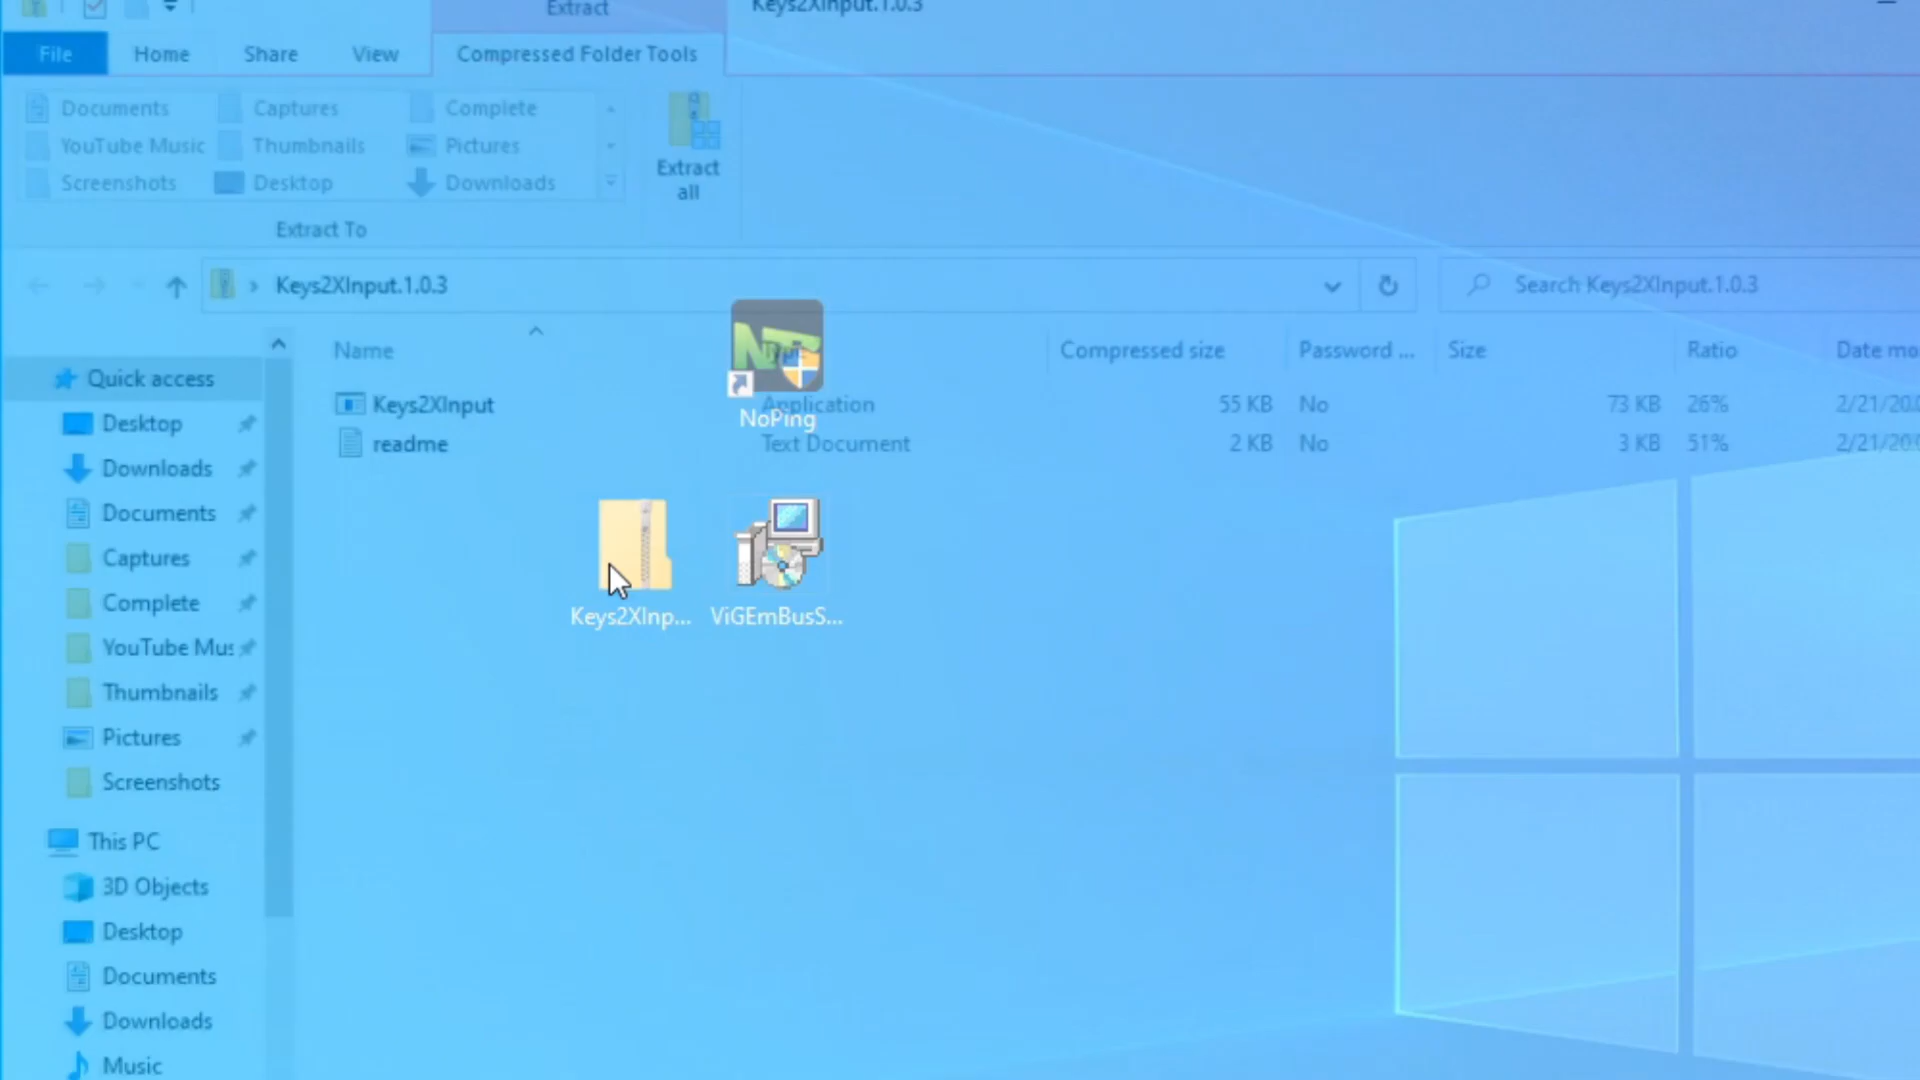 Extract
Keys2XInput.1.0.3
File Home Share View Compressed Folder Tools
Documents Captures Complete
YouTube Music Thumbnails Pictures
Screenshots Desktop Downloads
Extract
all
Extract To
Keys2XInput.1.0.3
Search Keys2XInput.1.0.3
Name Compressed size Password ... Size Ratio Date mo
Keys2XInput Application 55 KB No 73 KB 26% 2/21/20
readme Text Document 2 KB No 3 KB 51% 2/21/20
NoPing
Keys2XInp...
ViGEmBusS...
Quick access
Desktop
Downloads
Documents
Captures
Complete
YouTube Mus
Thumbnails
Pictures
Screenshots
This PC
3D Objects
Desktop
Documents
Downloads
Music